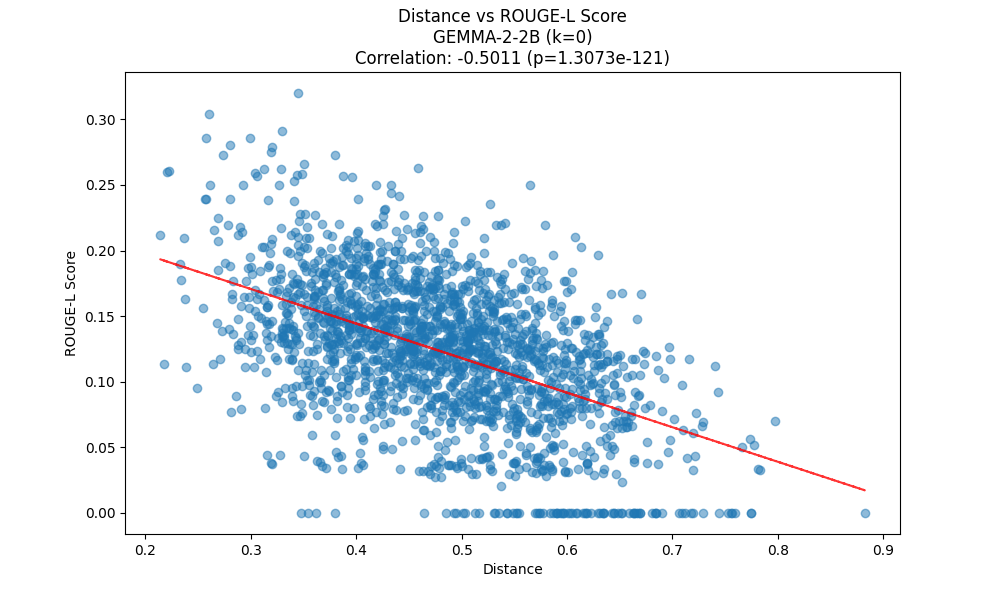 Distance vs ROUGE-L Score
GEMMA-2-2B (k=0)
Correlation: -0.5011 (p=1.3073e-121)
ROUGE-L Score
0.30
0.25
0.20
0.15
0.10
0.05
0.00
0.2 0.3 0.4 0.5 0.6 0.7 0.8 0.9
Distance